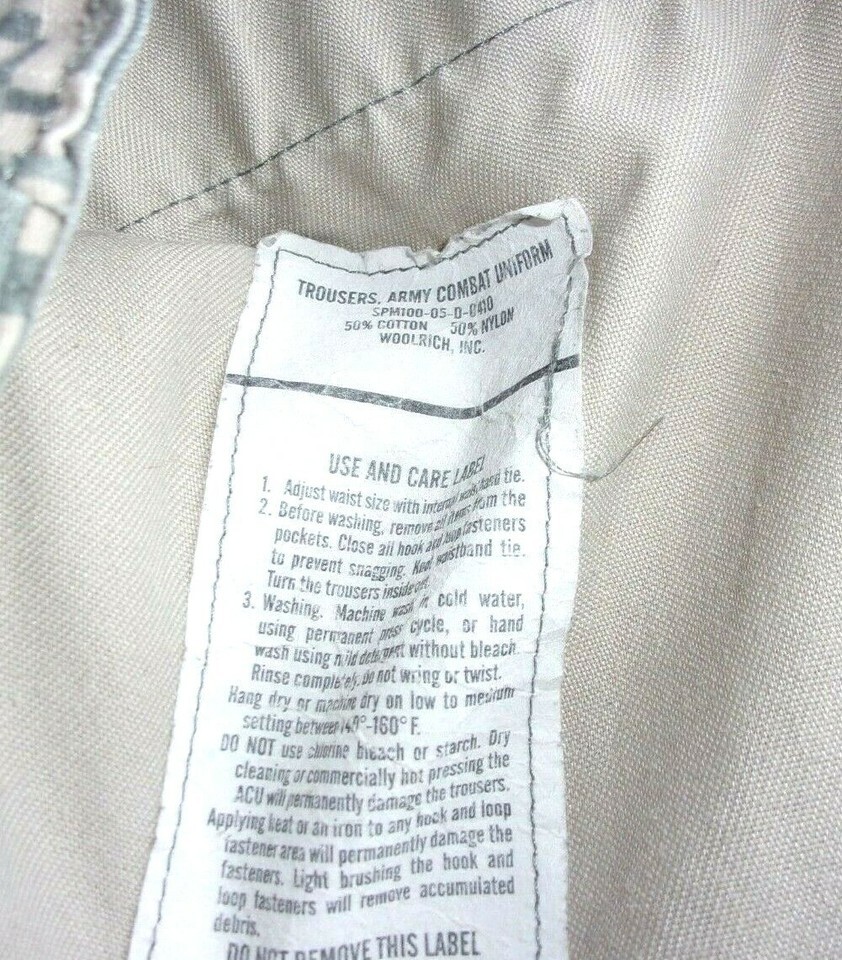 TROUSERS, ARMY COMBAT UNIFORM
SPM100-05-D-0410
50% COTTON 50% NYLON
WOOLRICH, INC.
USE AND CARE LABEL
1. Adjust waist size with internal waist band tie.
2. Before washing, remove all items from the
pockets. Close all hook and loop fasteners
to prevent snagging. Knot waistband tie.
Turn the trousers inside out.
3. Washing. Machine wash in cold water,
using permanent press cycle, or hand
wash using mild detergent without bleach.
Rinse completely. Do not wring or twist.
Hang dry or machine dry on low to medium
setting between 140°-160° F.
DO NOT use chlorine bleach or starch. Dry
cleaning or commercially hot pressing the
ACU will permanently damage the trousers.
Applying heat or an iron to any hook and loop
fastener area will permanently damage the
fasteners. Light brushing the hook and
loop fasteners will remove accumulated
debris.
DO NOT REMOVE THIS LABEL